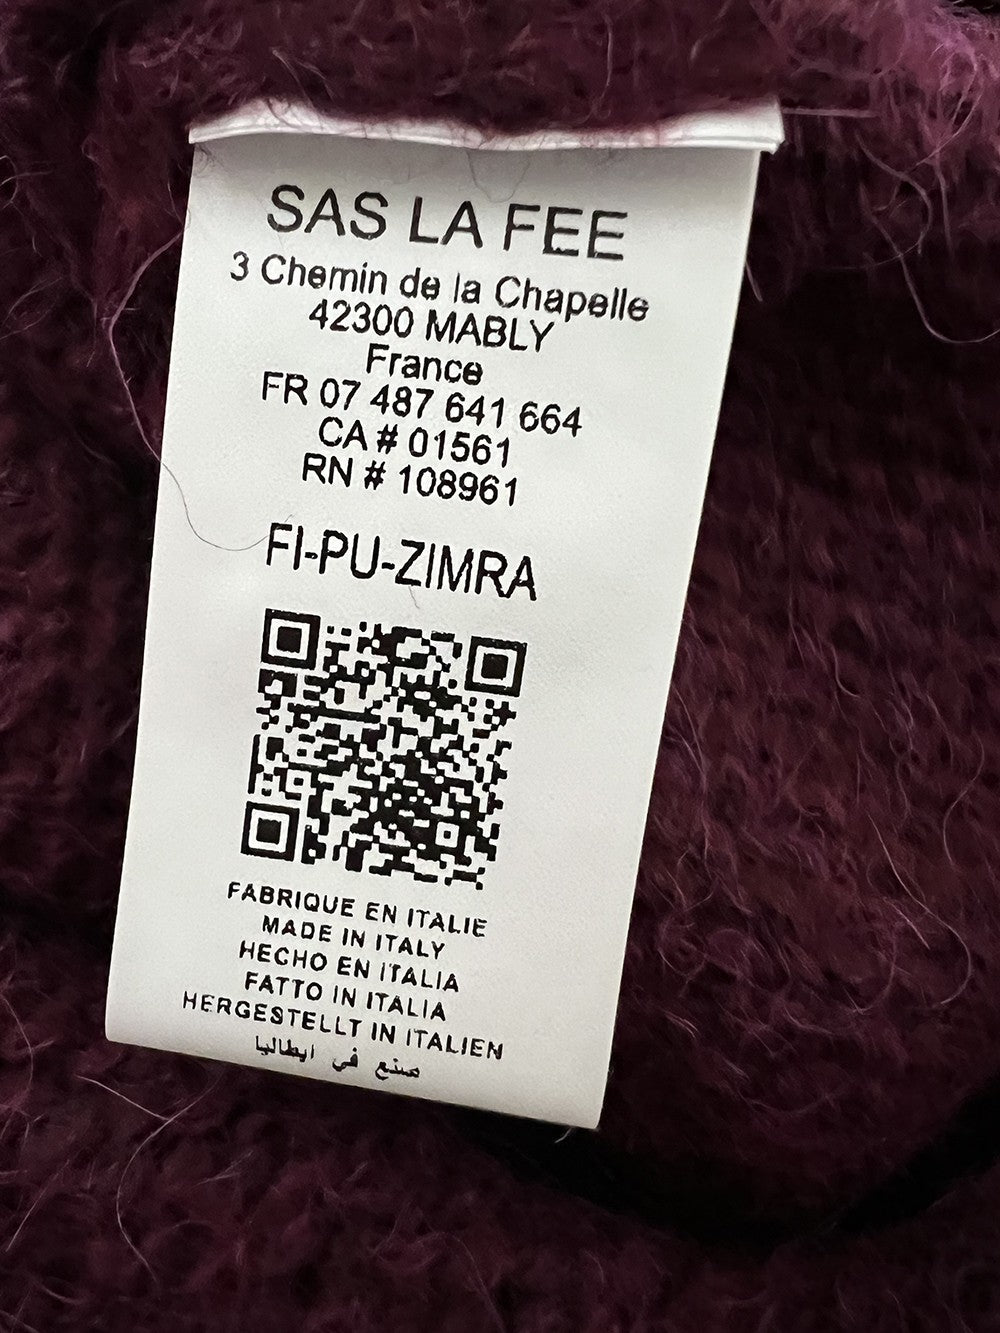 SAS LA FEE
3 Chemin de la Chapelle
42300 MABLY
France
FR 07 487 641 664
CA # 01561
RN # 108961
FI-PU-ZIMRA
FABRIQUE EN ITALIE
MADE IN ITALY
HECHO EN ITALIA
FATTO IN ITALIA
HERGESTELLT IN ITALIEN
صنع في ايطاليا